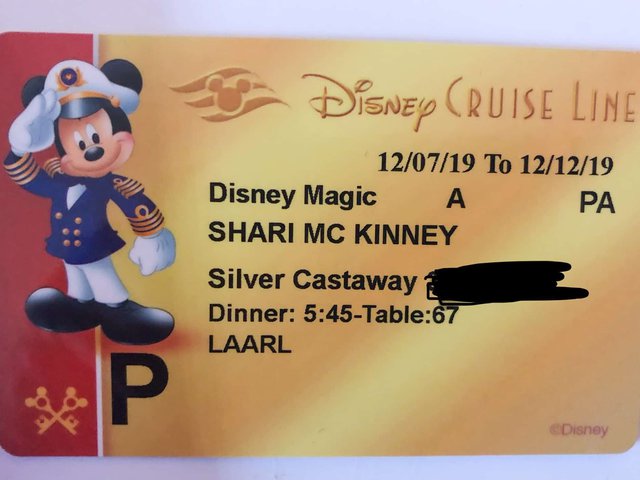 Disney Cruise Line
12/07/19 To 12/12/19
Disney Magic A PA
SHARI MC KINNEY
Silver Castaway
Dinner: 5:45-Table:67
LAARL
P
©Disney